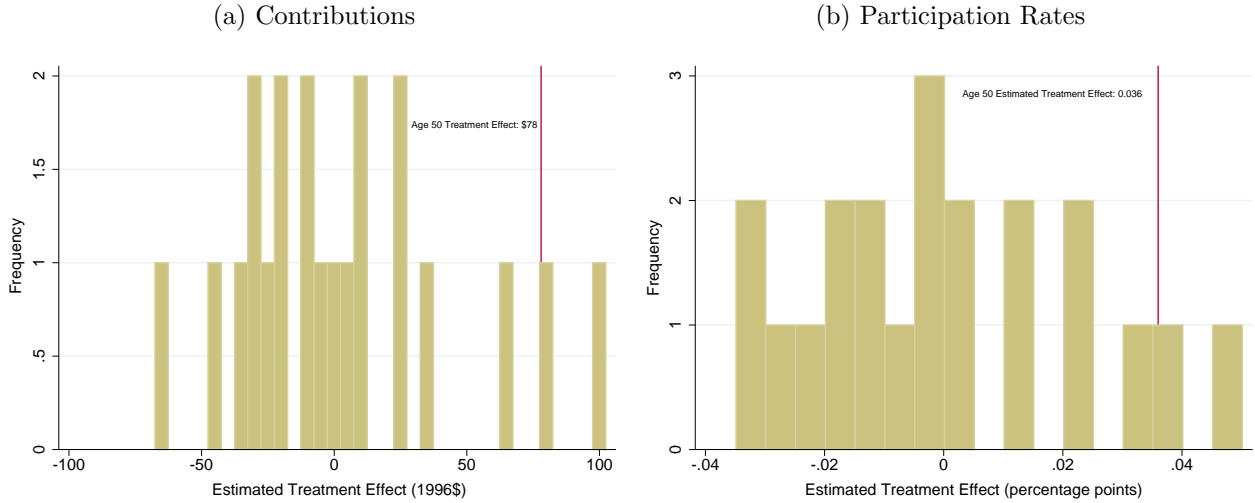 (a) Contributions
Age 50 Treatment Effect: $78
Frequency
2
1.5
1
.5
0
-100
-50
0
50
100
Estimated Treatment Effect (1996$)
(b) Participation Rates
Age 50 Estimated Treatment Effect: 0.036
Frequency
3
2
1
0
-.04
-.02
0
.02
.04
Estimated Treatment Effect (percentage points)